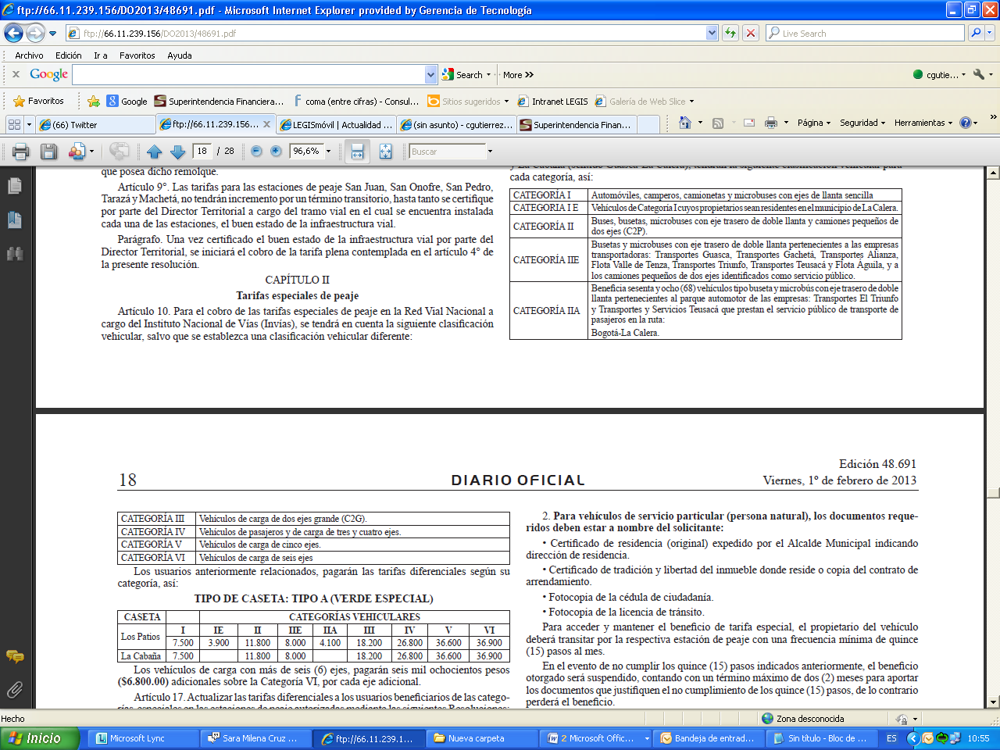 ftp://66.11.239.156/DO2013/48691.pdf - Microsoft Internet Explorer provided by Gerencia de Tecnología
ftp://66.11.239.156/DO2013/48691.pdf
Live Search
Archivo Edición Ir a Favoritos Ayuda
x Google Search More » cgutie...
Favoritos Google Superintendencia Financiera... coma (entre cifras) - Consul... Sitios sugeridos Intranet LEGIS Galería de Web Slice
(66) Twitter ftp://66.11.239.156... x LEGISmóvil | Actualidad ... (sin asunto) - cgutierrez... Superintendencia Finan... Página Seguridad Herramientas »
18 / 28 96,6% Buscar
que posea dicho remolque.
Artículo 9°. Las tarifas para las estaciones de peaje San Juan, San Onofre, San Pedro,
Tarazá y Machetá, no tendrán incremento por un término transitorio, hasta tanto se certifique
por parte del Director Territorial a cargo del tramo vial en el cual se encuentra instalada
cada una de las estaciones, el buen estado de la infraestructura vial.
Parágrafo. Una vez certificado el buen estado de la infraestructura vial por parte del
Director Territorial, se iniciará el cobro de la tarifa plena contemplada en el artículo 4° de
la presente resolución.
CAPÍTULO II
Tarifas especiales de peaje
Artículo 10. Para el cobro de las tarifas especiales de peaje en la Red Vial Nacional a
cargo del Instituto Nacional de Vías (Invías), se tendrá en cuenta la siguiente clasificación
vehicular, salvo que se establezca una clasificación vehicular diferente:
y La Cabaña (sentido Guasca-La Calera), tendrán la siguiente clasificación vehicular para
cada categoría, así:
CATEGORÍA I Automóviles, camperos, camionetas y microbuses con ejes de llanta sencilla
CATEGORÍA I E Vehículos de Categoría I cuyos propietarios sean residentes en el municipio de La Calera.
CATEGORÍA II Buses, busetas, microbuses con eje trasero de doble llanta y camiones pequeños de
dos ejes (C2P).
CATEGORÍA IIE Busetas y microbuses con eje trasero de doble llanta pertenecientes a las empresas
transportadoras: Transportes Guasca, Transportes Gachetá, Transportes Alianza,
Flota Valle de Tenza, Transportes Triunfo, Transportes Teusacá y Flota Águila, y a
los camiones pequeños de dos ejes identificados como servicio público.
CATEGORÍA IIA Beneficia sesenta y ocho (68) vehículos tipo buseta y microbús con eje trasero de doble
llanta pertenecientes al parque automotor de las empresas: Transportes El Triunfo
y Transportes y Servicios Teusacá que prestan el servicio público de transporte de
pasajeros en la ruta:
Bogotá-La Calera.
18 DIARIO OFICIAL
Edición 48.691
Viernes, 1° de febrero de 2013
CATEGORÍA III Vehículos de carga de dos ejes grande (C2G).
CATEGORÍA IV Vehículos de pasajeros y de carga de tres y cuatro ejes.
CATEGORÍA V Vehículos de carga de cinco ejes.
CATEGORÍA VI Vehículos de carga de seis ejes
Los usuarios anteriormente relacionados, pagarán las tarifas diferenciales según su
categoría, así:
TIPO DE CASETA: TIPO A (VERDE ESPECIAL)
CASETA CATEGORÍAS VEHICULARES
Los Patios I IE II IIE IIA III IV V VI
7.500 3.900 11.800 8.000 4.100 18.200 26.800 36.600 36.900
La Cabaña 7.500 11.800 8.000 18.200 26.800 36.600 36.900
Los vehículos de carga con más de seis (6) ejes, pagarán seis mil ochocientos pesos
($6.800.00) adicionales sobre la Categoría VI, por cada eje adicional.
Artículo 17. Actualizar las tarifas diferenciales a los usuarios beneficiarios de las catego-
rías especiales en las estaciones de peaje autorizadas mediante las siguientes Resoluciones:
2. Para vehículos de servicio particular (persona natural), los documentos reque-
ridos deben estar a nombre del solicitante:
• Certificado de residencia (original) expedido por el Alcalde Municipal indicando
dirección de residencia.
• Certificado de tradición y libertad del inmueble donde reside o copia del contrato de
arrendamiento.
• Fotocopia de la cédula de ciudadanía.
• Fotocopia de la licencia de tránsito.
Para acceder y mantener el beneficio de tarifa especial, el propietario del vehículo
deberá transitar por la respectiva estación de peaje con una frecuencia mínima de quince
(15) pasos al mes.
En el evento de no cumplir los quince (15) pasos indicados anteriormente, el beneficio
otorgado será suspendido, contando con un término máximo de dos (2) meses para aportar
los documentos que justifiquen el no cumplimiento de los quince (15) pasos, de lo contrario
perderá el beneficio.
Hecho Zona desconocida
Inicio Microsoft Lync Sara Milena Cruz ... ftp://66.11.239.1... Nueva carpeta 2 Microsoft Offic... Bandeja de entrad... Sin título - Bloc de ... ES 10:55